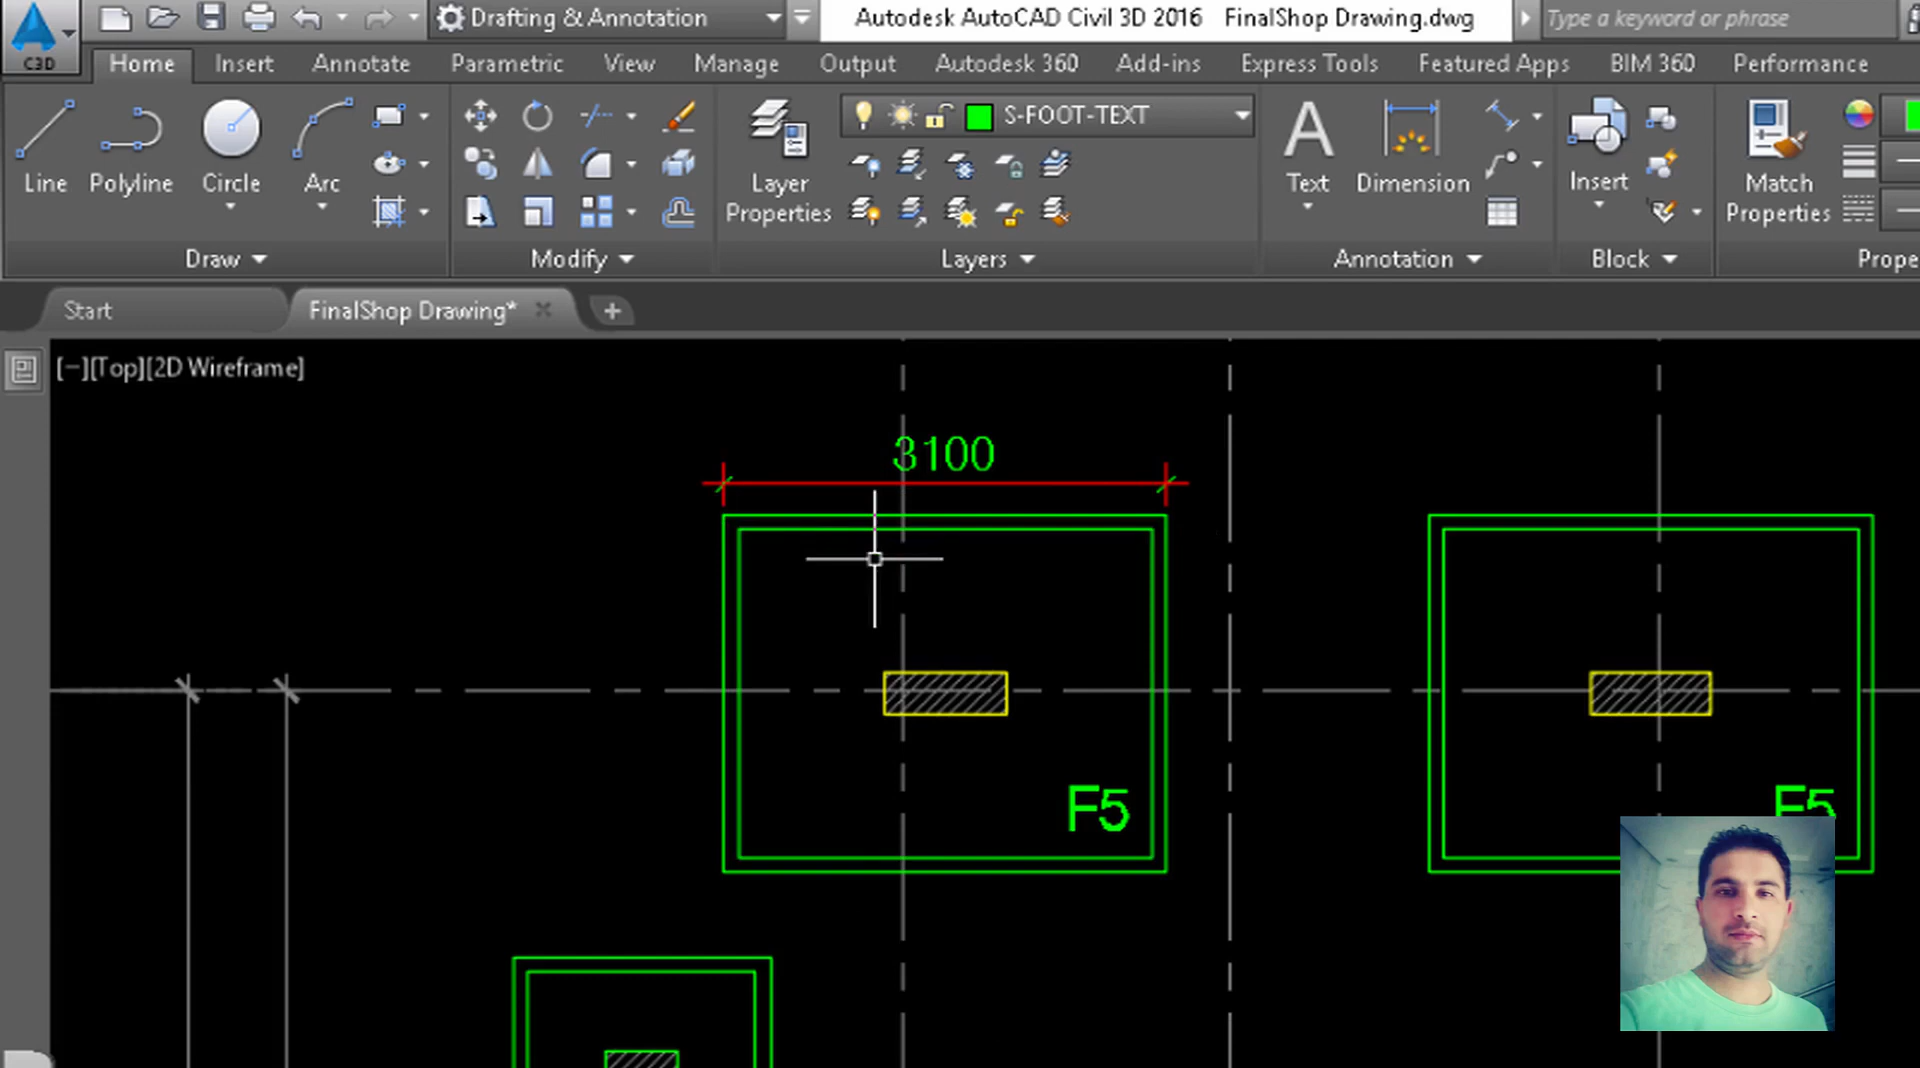 Drafting & Annotation
Autodesk AutoCAD Civil 3D 2016 FinalShop Drawing.dwg
Type a keyword or phrase
C3D
Home Insert Annotate Parametric View Manage Output Autodesk 360 Add-ins Express Tools Featured Apps BIM 360 Performance
S-FOOT-TEXT
Line Polyline Circle Arc
Layer Properties
A
Text Dimension
Insert
Match Properties
Draw Modify Layers Annotation Block Prope
Start FinalShop Drawing*
[−][Top][2D Wireframe]
3100
F5
F5